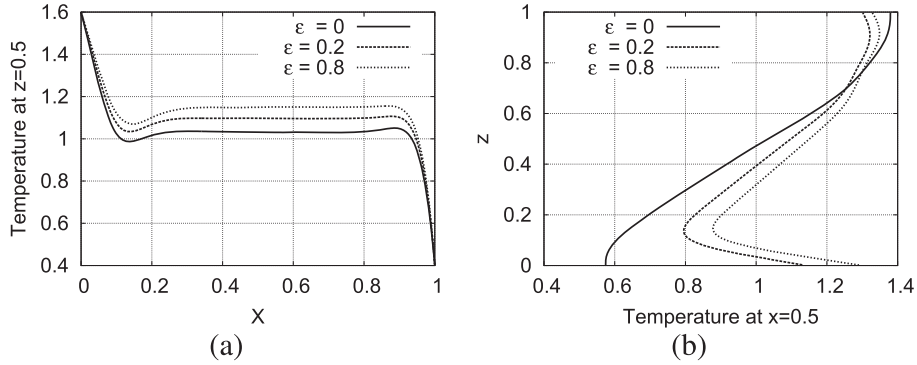 Temperature at z=0.5
1.6
1.4
1.2
1
0.8
0.6
0.4
0
0.2
0.4
0.6
0.8
1
X
ε = 0
ε = 0.2
ε = 0.8
(a)
z
1
0.8
0.6
0.4
0.2
0
0.4
0.6
0.8
1
1.2
1.4
Temperature at x=0.5
ε = 0
ε = 0.2
ε = 0.8
(b)